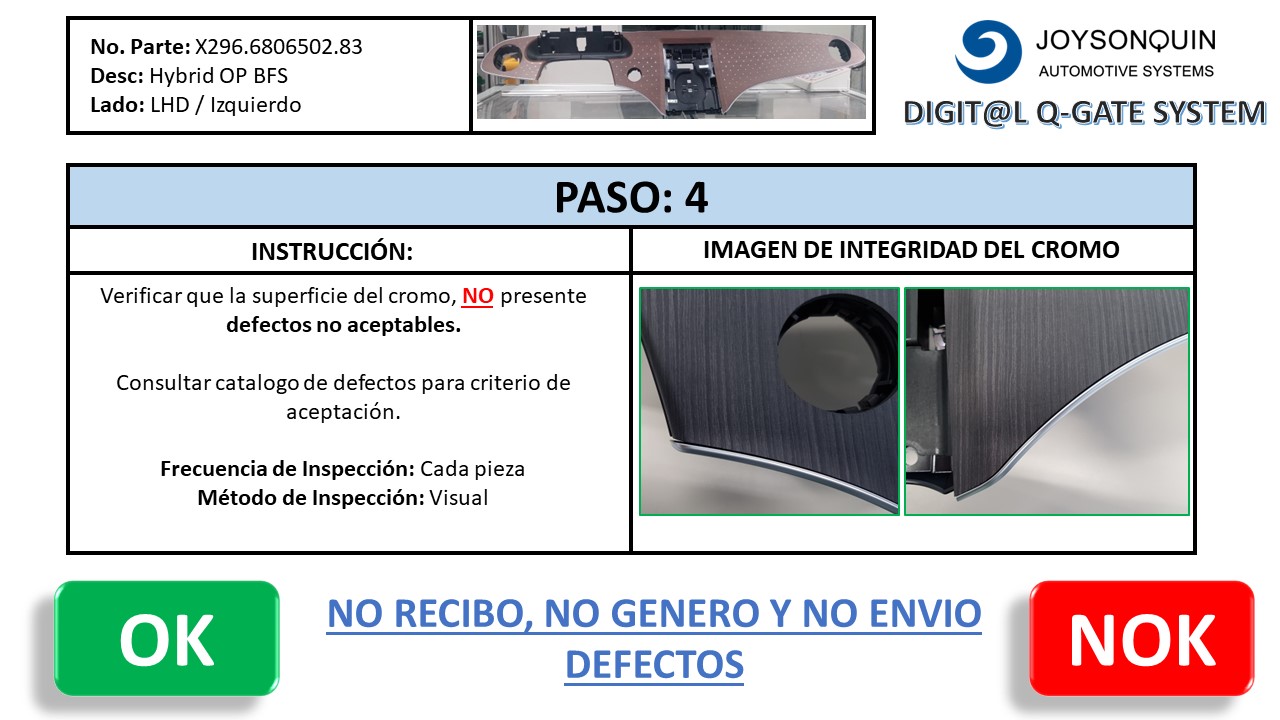 No. Parte: X296.6806502.83
Desc: Hybrid OP BFS
Lado: LHD / Izquierdo
JOYSONQUIN
AUTOMOTIVE SYSTEMS
DIGIT@L Q-GATE SYSTEM
PASO: 4
INSTRUCCIÓN:
IMAGEN DE INTEGRIDAD DEL CROMO
Verificar que la superficie del cromo, NO presente
defectos no aceptables.
Consultar catalogo de defectos para criterio de
aceptación.
Frecuencia de Inspección: Cada pieza
Método de Inspección: Visual
OK
NO RECIBO, NO GENERO Y NO ENVIO
DEFECTOS
NOK